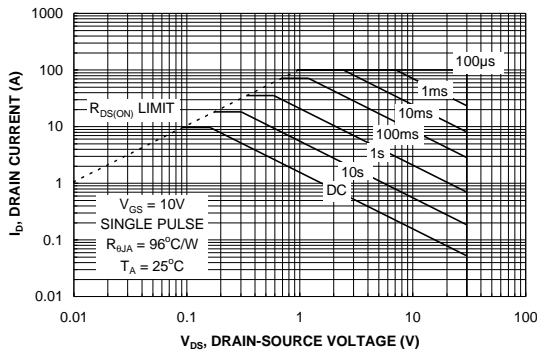 1000
100
10
1
0.1
0.01
I_D, DRAIN CURRENT (A)
R_DS(ON) LIMIT
100µs
1ms
10ms
100ms
1s
10s
DC
V_GS = 10V
SINGLE PULSE
R_θJA = 96°C/W
T_A = 25°C
0.01 0.1 1 10 100
V_DS, DRAIN-SOURCE VOLTAGE (V)